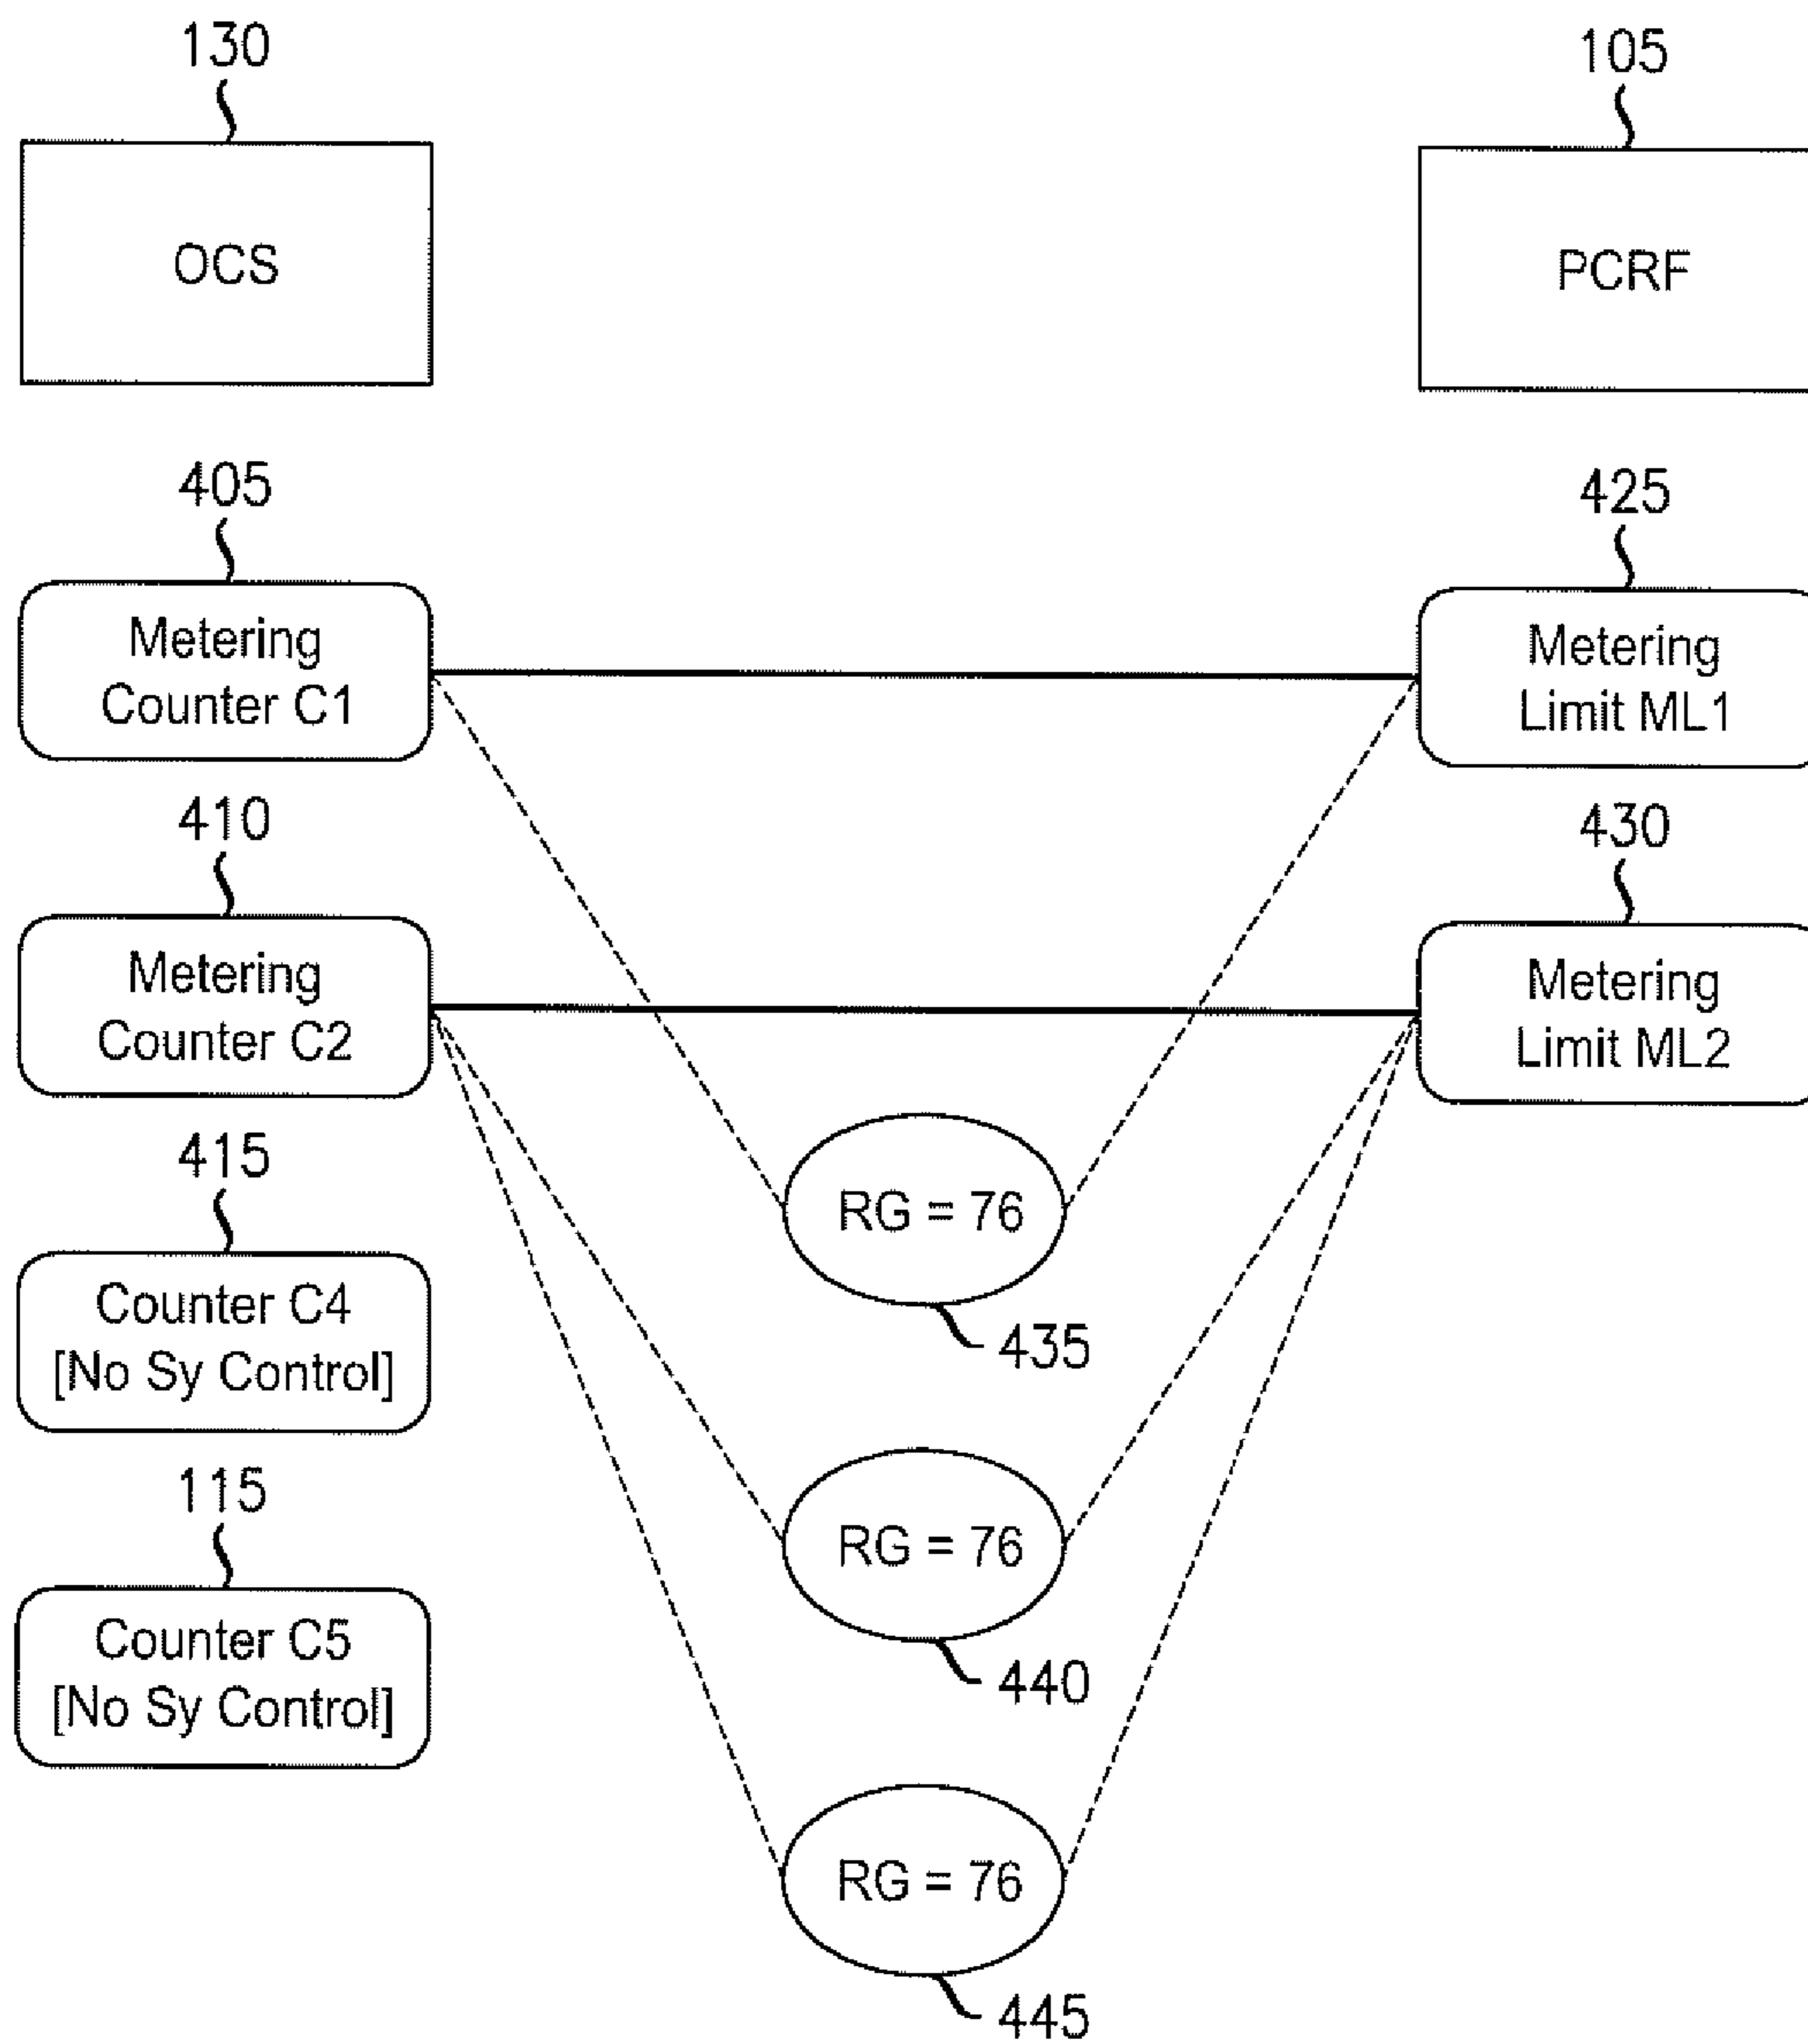 130
105
OCS
PCRF
405
425
Metering
Counter C1
Metering
Limit ML1
410
430
Metering
Counter C2
Metering
Limit ML2
415
Counter C4
[No Sy Control]
RG = 76
435
115
Counter C5
[No Sy Control]
RG = 76
440
RG = 76
445